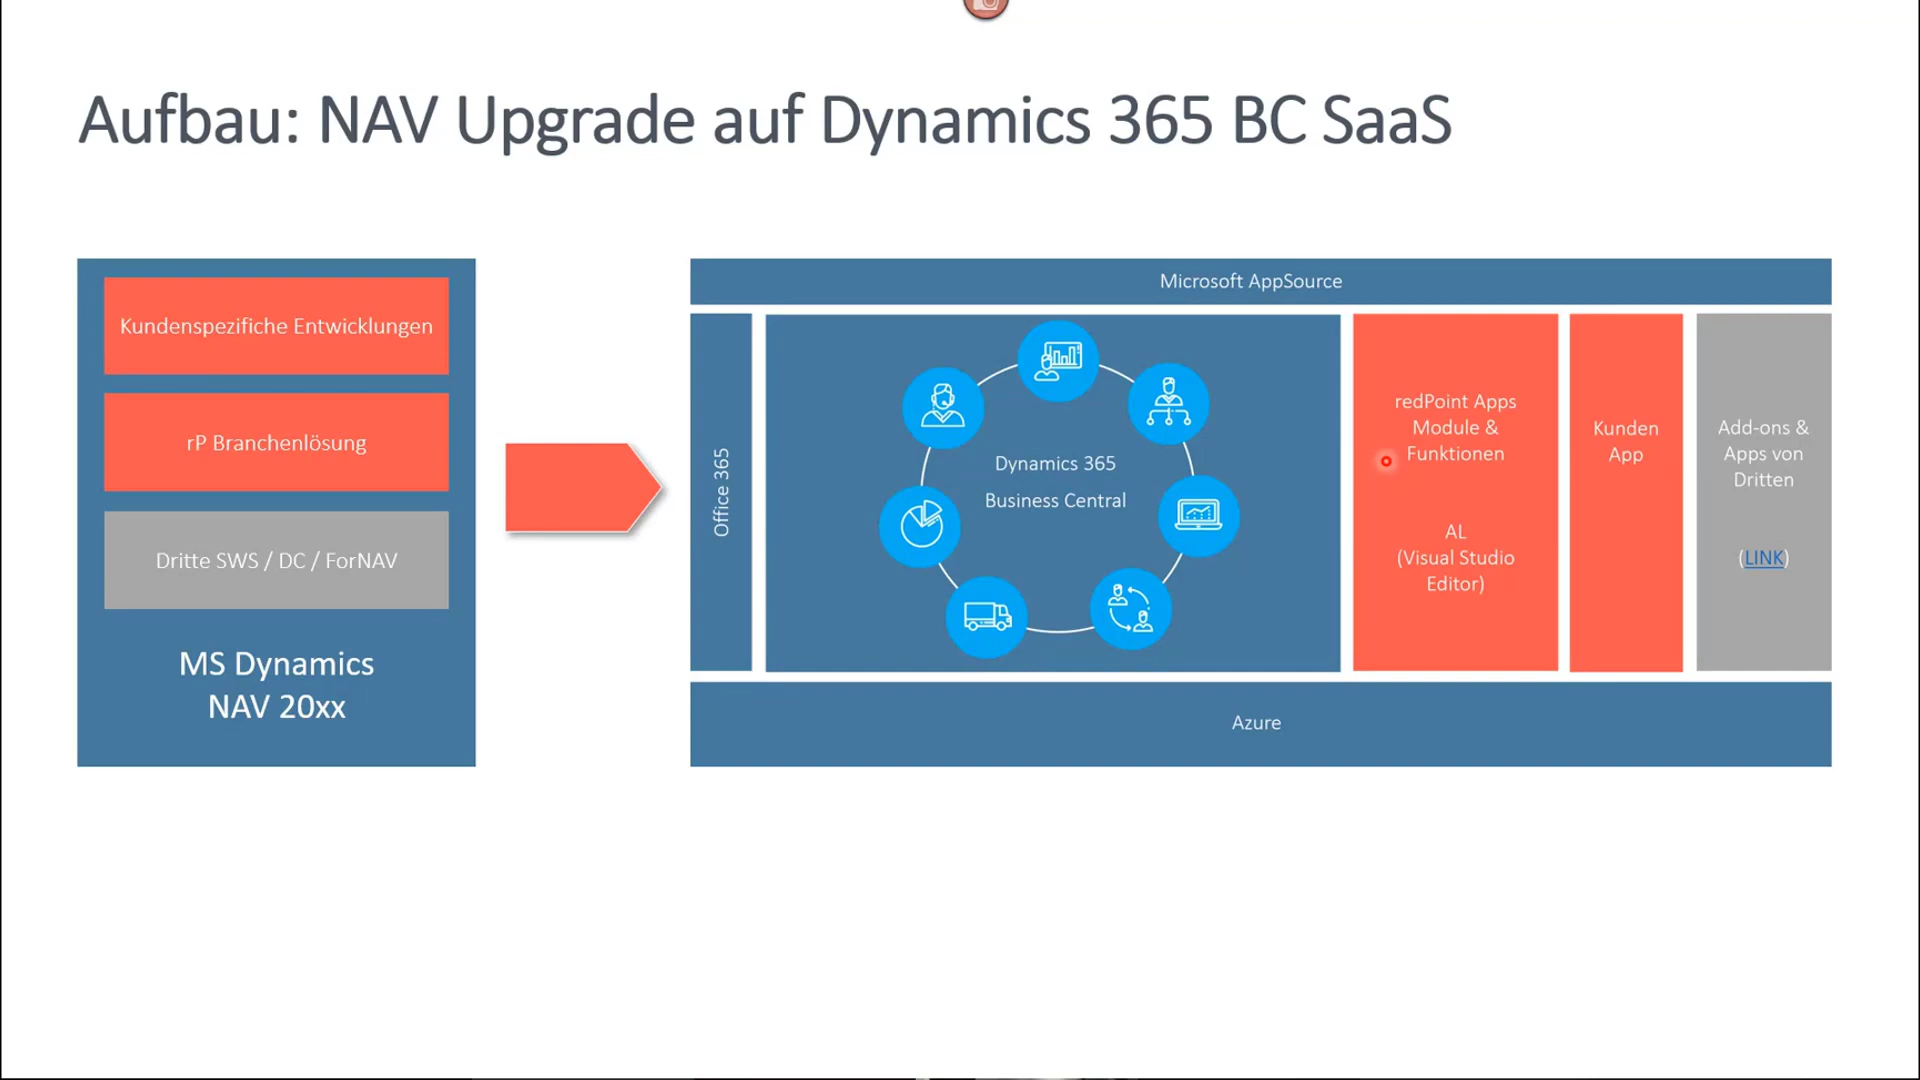 Aufbau: NAV Upgrade auf Dynamics 365 BC SaaS
Kundenspezifiche Entwicklungen
rP Branchenlösung
Dritte SWS / DC / ForNAV
MS Dynamics
NAV 20xx
Microsoft AppSource
Office 365
Dynamics 365
Business Central
redPoint Apps
Module &
Funktionen
AL
(Visual Studio
Editor)
Kunden
App
Add-ons &
Apps von
Dritten
(LINK)
Azure